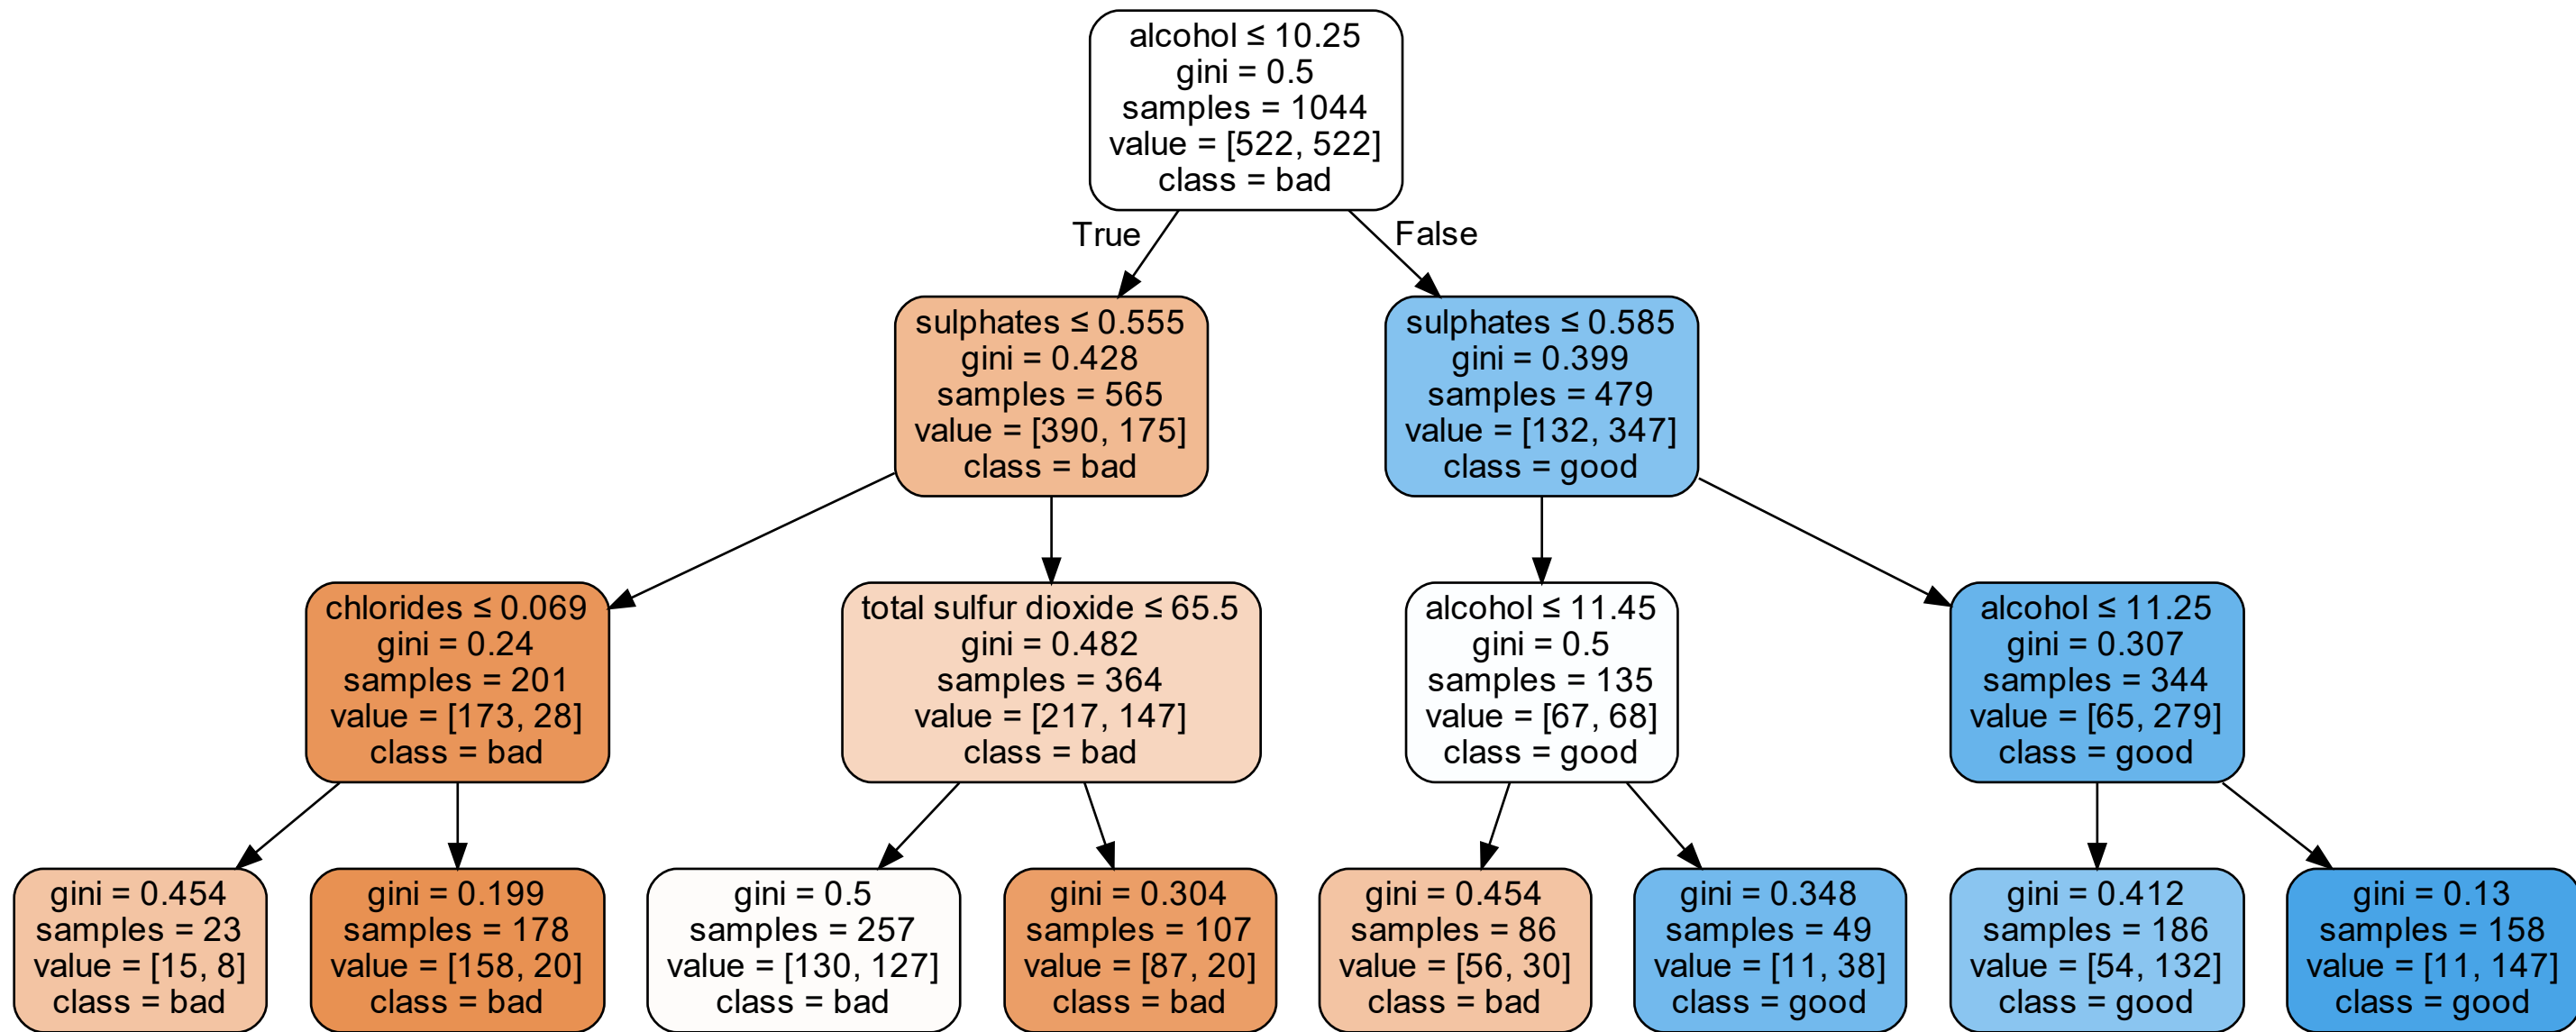 alcohol ≤ 10.25
gini = 0.5
samples = 1044
value = [522, 522]
class = bad
True
False
sulphates ≤ 0.555
gini = 0.428
samples = 565
value = [390, 175]
class = bad
sulphates ≤ 0.585
gini = 0.399
samples = 479
value = [132, 347]
class = good
chlorides ≤ 0.069
gini = 0.24
samples = 201
value = [173, 28]
class = bad
total sulfur dioxide ≤ 65.5
gini = 0.482
samples = 364
value = [217, 147]
class = bad
alcohol ≤ 11.45
gini = 0.5
samples = 135
value = [67, 68]
class = good
alcohol ≤ 11.25
gini = 0.307
samples = 344
value = [65, 279]
class = good
gini = 0.454
samples = 23
value = [15, 8]
class = bad
gini = 0.199
samples = 178
value = [158, 20]
class = bad
gini = 0.5
samples = 257
value = [130, 127]
class = bad
gini = 0.304
samples = 107
value = [87, 20]
class = bad
gini = 0.454
samples = 86
value = [56, 30]
class = bad
gini = 0.348
samples = 49
value = [11, 38]
class = good
gini = 0.412
samples = 186
value = [54, 132]
class = good
gini = 0.13
samples = 158
value = [11, 147]
class = good